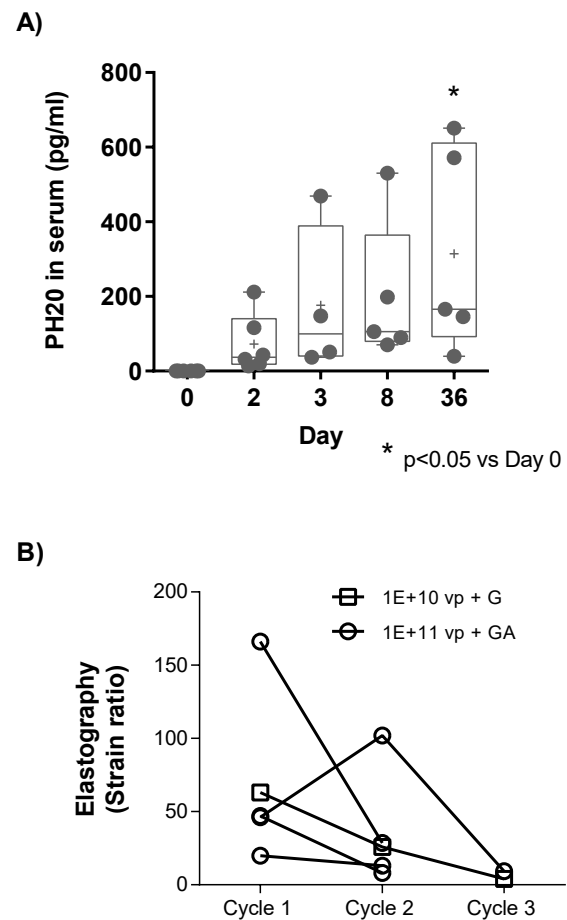 A)
PH20 in serum (pg/ml)
800
600
400
200
0
*
0 2 3 8 36
Day
* p<0.05 vs Day 0
B)
Elastography
(Strain ratio)
200
150
100
50
0
1E+10 vp + G
1E+11 vp + GA
Cycle 1 Cycle 2 Cycle 3